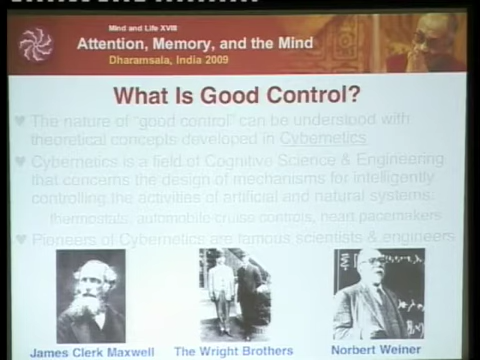 Mind and Life XVIII
Attention, Memory, and the Mind
Dharamsala, India 2009
What Is Good Control?
The nature of "good control" can be understood with
theoretical concepts developed in Cybernetics
Cybernetics is a field of Cognitive Science & Engineering
that concerns the design of mechanisms for intelligently
controlling the activities of artificial and natural systems:
thermostats, automobile cruise controls, heart pacemakers
Pioneers of Cybernetics are famous scientists & engineers
James Clerk Maxwell
The Wright Brothers
Norbert Weiner